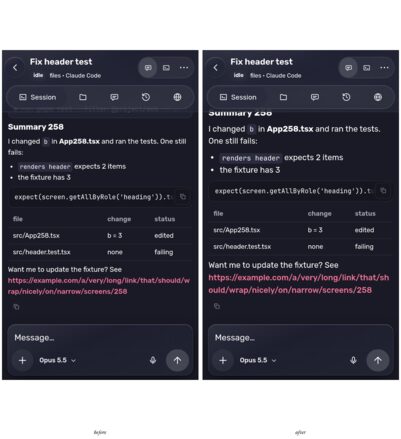 Fix header test
idle files • Claude Code
Session
Summary 258
I changed b in App258.tsx and ran the tests. One still
fails:
• renders header expects 2 items
• the fixture has 3
expect(screen.getAllByRole('heading')).t
file change status
src/App258.tsx b = 3 edited
src/header.test.tsx none failing
Want me to update the fixture? See
https://example.com/a/very/long/link/that/should/w
rap/nicely/on/narrow/screens/258
Message...
Opus 5.5
before
Fix header test
idle files • Claude Code
Session
Summary 258
I changed b in App258.tsx and ran the tests.
One still fails:
• renders header expects 2 items
• the fixture has 3
expect(screen.getAllByRole('heading')).t
file change status
src/App258.tsx b = 3 edited
src/header.test.tsx none failing
Want me to update the fixture? See
https://example.com/a/very/long/link/that/sh
ould/wrap/nicely/on/narrow/screens/258
Message...
Opus 5.5
after